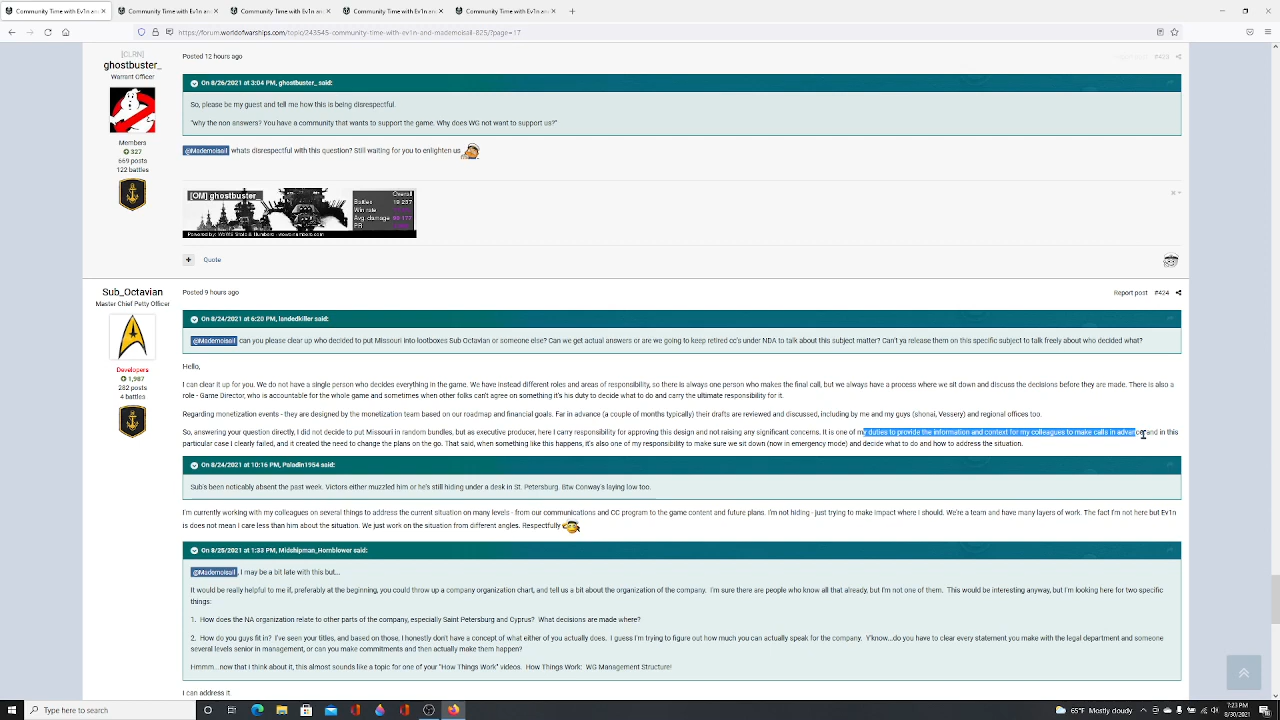 Community Time with Ev1n and
Community Time with Ev1n and
Community Time with Ev1n and
Community Time with Ev1n and
Community Time with Ev1n and
https://forum.worldofwarships.com/topic/243545-community-time-with-ev1n-and-mademoisail-825/?page=17
[CLRN]
ghostbuster_
Warrant Officer
Members
327
669 posts
122 battles
Posted 12 hours ago
#423
On 8/26/2021 at 3:04 PM, ghostbuster_ said:
So, please be my guest and tell me how this is being disrespectful.
"why the non answers? You have a community that wants to support the game. Why does WG not want to support us?"
@Mademoisail whats disrespectful with this question? Still waiting for you to enlighten us
[OM] ghostbuster_
Overall
Battles 19 237
Win rate
Avg. damage
PR
Powered by: WoWS Stats & Numbers : wows-numbers.com
+ Quote
Sub_Octavian
Master Chief Petty Officer
Developers
1,987
282 posts
4 battles
Posted 9 hours ago
Report post #424
On 8/24/2021 at 6:20 PM, landedkiller said:
@Mademoisail can you please clear up who decided to put Missouri into lootboxes Sub Octavian or someone else? Can we get actual answers or are we going to keep retired cc's under NDA to talk about this subject matter? Can't ya release them on this specific subject to talk freely about who decided what?
Hello,
I can clear it up for you. We do not have a single person who decides everything in the game. We have instead different roles and areas of responsibility, so there is always one person who makes the final call, but we always have a process where we sit down and discuss the decisions before they are made. There is also a
role - Game Director, who is accountable for the whole game and sometimes when other folks can't agree on something it's his duty to decide what to do and carry the ultimate responsibility for it.
Regarding monetization events - they are designed by the monetization team based on our roadmap and financial goals. Far in advance (a couple of months typically) their drafts are reviewed and discussed, including by me and my guys (shonai, Vessery) and regional offices too.
So, answering your question directly, I did not decide to put Missouri in random bundles, but as executive producer, here I carry responsibility for approving this design and not raising any significant concerns. It is one of my duties to provide the information and context for my colleagues to make calls in advance and in this
particular case I clearly failed, and it created the need to change the plans on the go. That said, when something like this happens, it's also one of my responsibility to make sure we sit down (now in emergency mode) and decide what to do and how to address the situation.
On 8/24/2021 at 10:16 PM, Paladin1954 said:
Sub's been noticably absent the past week. Victors either muzzled him or he's still hiding under a desk in St. Petersburg. Btw Conway's laying low too.
I'm currently working with my colleagues on several things to address the current situation on many levels - from our communications and CC program to the game content and future plans. I'm not hiding - just trying to make impact where I should. We're a team and have many layers of work. The fact I'm not here but Ev1n
is does not mean I care less than him about the situation. We just work on the situation from different angles. Respectfully
On 8/25/2021 at 1:33 PM, Midshipman_Hornblower said:
@Mademoisail, I may be a bit late with this but...
It would be really helpful to me if, preferably at the beginning, you could throw up a company organization chart, and tell us a bit about the organization of the company. I'm sure there are people who know all that already, but I'm not one of them. This would be interesting anyway, but I'm looking here for two specific
things:
1. How does the NA organization relate to other parts of the company, especially Saint Petersburg and Cyprus? What decisions are made where?
2. How do you guys fit in? I've seen your titles, and based on those, I honestly don't have a concept of what either of you actually does. I guess I'm trying to figure out how much you can actually speak for the company. Y'know...do you have to clear every statement you make with the legal department and someone
several levels senior in management, or can you make commitments and then actually make them happen?
Hmmm...now that I think about it, this almost sounds like a topic for one of your "How Things Work" videos. How Things Work: WG Management Structure!
I can address it
Type here to search
65°F Mostly cloudy
7:23 PM
8/30/2021